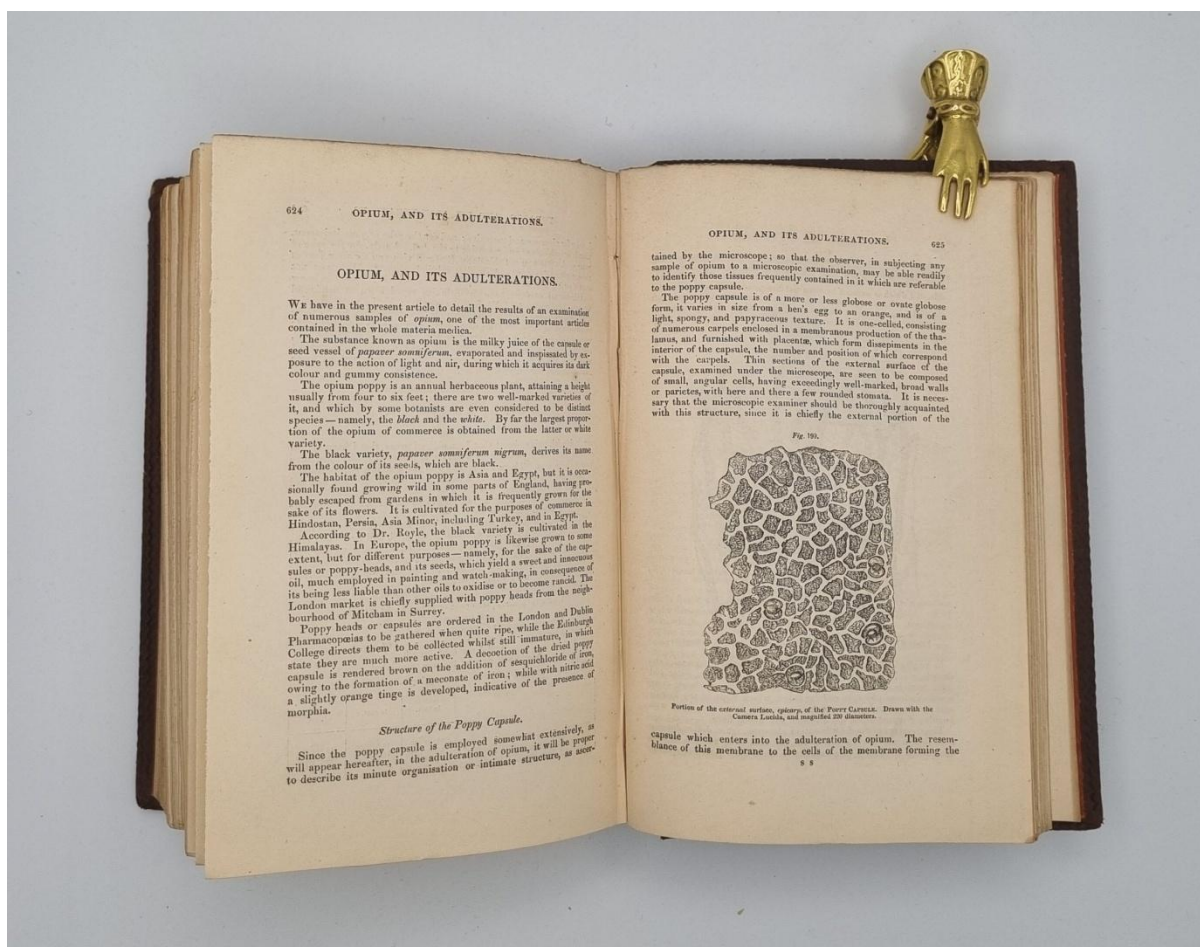 624
OPIUM, AND ITS ADULTERATIONS.
OPIUM, AND ITS ADULTERATIONS.
WE have in the present article to detail the results of an examination
of numerous samples of opium, one of the most important articles
contained in the whole materia medica.
The substance known as opium is the milky juice of the capsule or
seed vessel of papaver somniferum, evaporated and inspissated by ex-
posure to the action of light and air, during which it acquires its dark
colour and gummy consistence.
The opium poppy is an annual herbaceous plant, attaining a height
usually from four to six feet; there are two well-marked varieties of
it, and which by some botanists are even considered to be distinct
species—namely, the black and the white. By far the largest propor-
tion of the opium of commerce is obtained from the latter or white
variety.
The black variety, papaver somniferum nigrum, derives its name
from the colour of its seeds, which are black.
The habitat of the opium poppy is Asia and Egypt, but it is occa-
sionally found growing wild in some parts of England, having pro-
bably escaped from gardens in which it is frequently grown for the
sake of its flowers. It is cultivated for the purposes of commerce in
Hindostan, Persia, Asia Minor, including Turkey, and in Egypt.
According to Dr. Royle, the black variety is cultivated in the
Himalayas. In Europe, the opium poppy is likewise grown to some
extent, but for different purposes—namely, for the sake of the cap-
sules or poppy-heads, and its seeds, which yield a sweet and innocuous
oil, much employed in painting and watch-making, in consequence of
its being less liable than other oils to oxidise or to become rancid. The
London market is chiefly supplied with poppy heads from the neigh-
bourhood of Mitcham in Surrey.
Poppy heads or capsules are ordered in the London and Dublin
Pharmacopœias to be gathered when quite ripe, while the Edinburgh
College directs them to be collected whilst still immature, in which
state they are much more active. A decoction of the dried poppy
capsule is rendered brown on the addition of sesquichloride of iron,
owing to the formation of a meconate of iron; while with nitric acid
a slightly orange tinge is developed, indicative of the presence of
morphia.
Structure of the Poppy Capsule.
Since the poppy capsule is employed somewhat extensively, as
will appear hereafter, in the adulteration of opium, it will be proper
to describe its minute organisation or intimate structure, as ascer-
OPIUM, AND ITS ADULTERATIONS.
625
tained by the microscope; so that the observer, in subjecting any
sample of opium to a microscopic examination, may be able readily
to identify those tissues frequently contained in it which are referable
to the poppy capsule.
The poppy capsule is of a more or less globose or ovate globose
form, it varies in size from a hen's egg to an orange, and is of a
light, spongy, and papyraceous texture. It is one-celled, consisting
of numerous carpels enclosed in a membranous production of the tha-
lamus, and furnished with placentæ, which form dissepiments in the
interior of the capsule, the number and position of which correspond
with the carpels. Thin sections of the external surface of the
capsule, examined under the microscope, are seen to be composed
of small, angular cells, having exceedingly well-marked, broad walls
or parietes, with here and there a few rounded stomata. It is neces-
sary that the microscopic examiner should be thoroughly acquainted
with this structure, since it is chiefly the external portion of the
Fig.
Portion of the external surface, epicarp, of the POPPY CAPSULE. Drawn with the
Camera Lucida, and magnified 220 diameters.
capsule which enters into the adulteration of opium. The resem-
blance of this membrane to the cells of the membrane forming the
S S